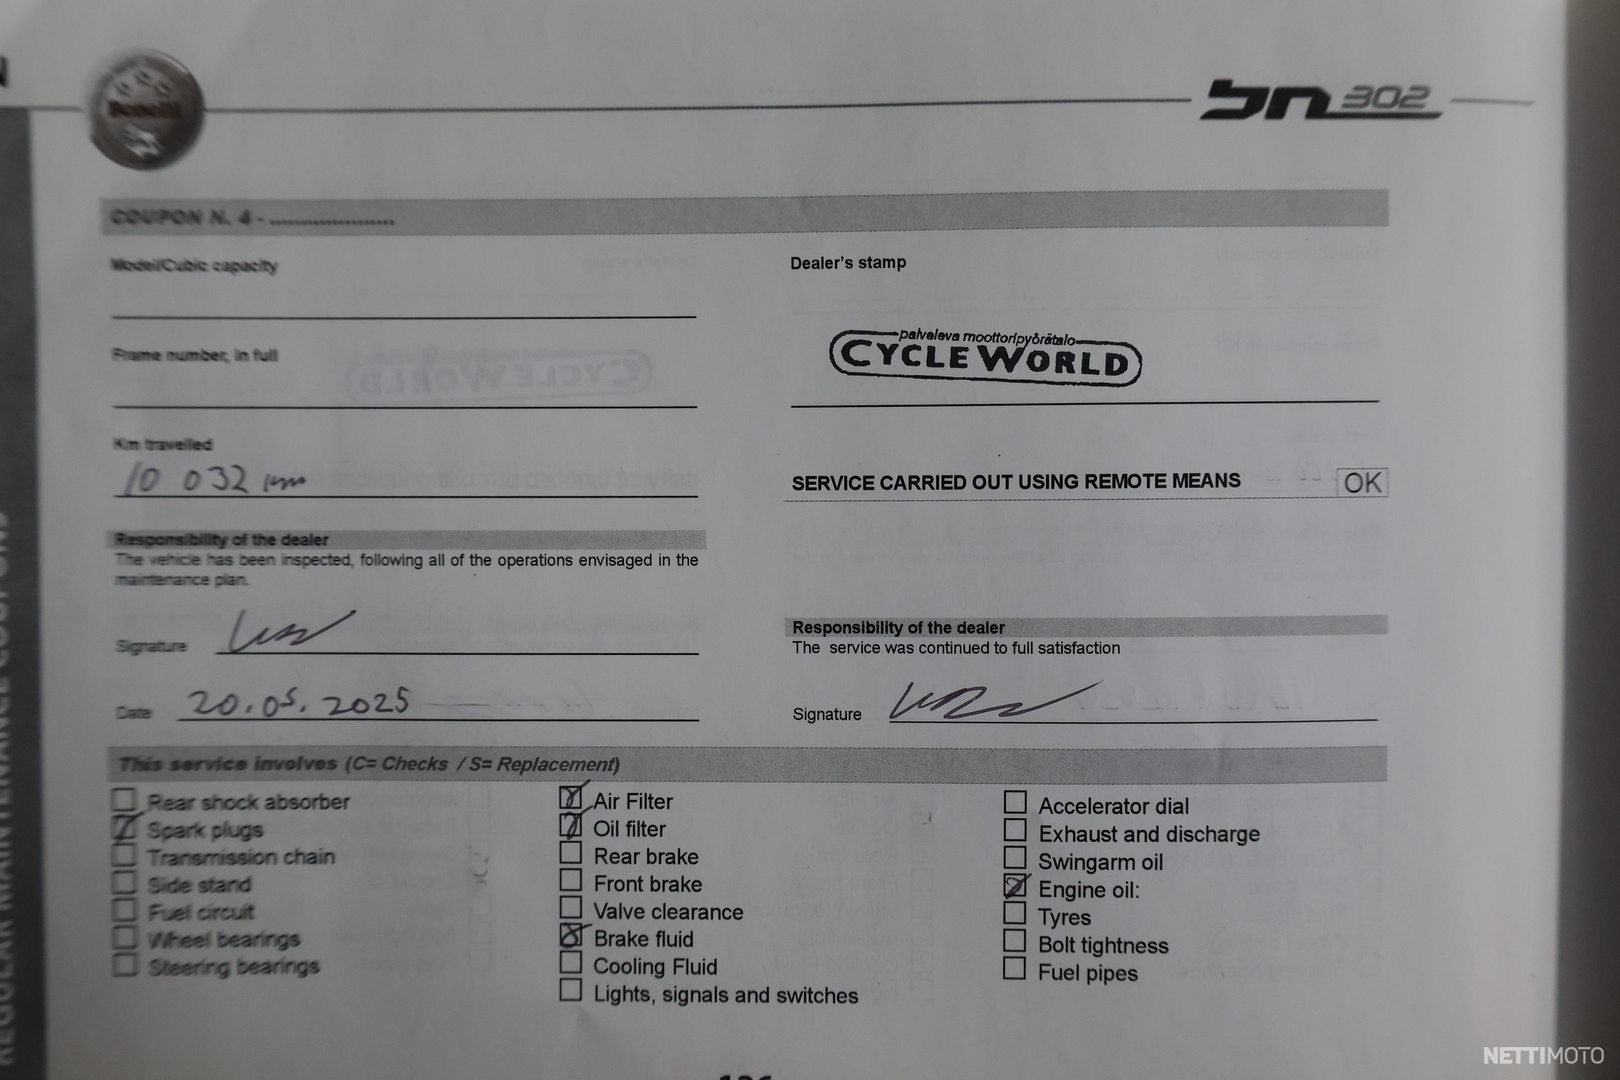 Benelli
bn 302
COUPON N. 4 - .....................
Model/Cubic capacity
Dealer's stamp
palveleva moottoripyörätalo
CYCLE WORLD
Frame number, in full
Km travelled
10 032 km
SERVICE CARRIED OUT USING REMOTE MEANS OK
Responsibility of the dealer
The vehicle has been inspected, following all of the operations envisaged in the
maintenance plan.
Signature
Date 20.05.2025
Responsibility of the dealer
The service was continued to full satisfaction
Signature
This service involves (C= Checks / S= Replacement)
Rear shock absorber
Spark plugs
Transmission chain
Side stand
Fuel circuit
Wheel bearings
Steering bearings
Air Filter
Oil filter
Rear brake
Front brake
Valve clearance
Brake fluid
Cooling Fluid
Lights, signals and switches
Accelerator dial
Exhaust and discharge
Swingarm oil
Engine oil:
Tyres
Bolt tightness
Fuel pipes
REGULAR MAINTENANCE COUPONS
NETTIMOTO